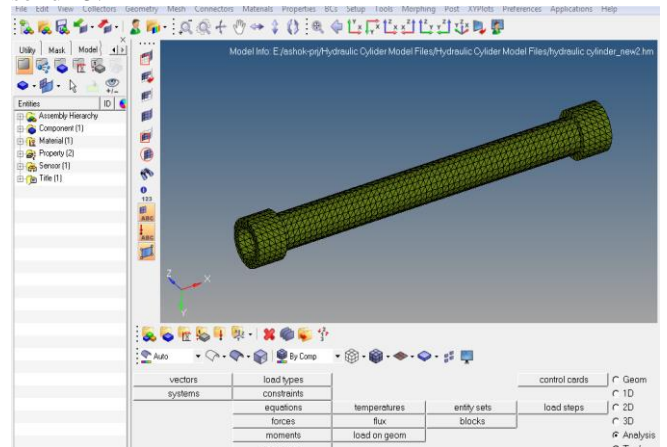 File Edit View Collectors Geometry Mesh Connectors Materials Properties BCs Setup Tools Morphing Post XYPlots Preferences Applications Help
Utility Mask Model
Model Info: E:/ashok-prj/Hydraulic Cylider Model Files/Hydraulic Cylider Model Files/hydraulic cylinder_new2.hm
+/-
Entities ID
Assembly Hierarchy
Component (1)
Material (1)
Property (2)
Sensor (1)
Title (1)
123
ABC
ABC
Z X
Y
Auto By Comp
vectors load types control cards Geom
systems constraints 1D
equations temperatures entity sets load steps 2D
forces flux blocks 3D
moments load on geom Analysis